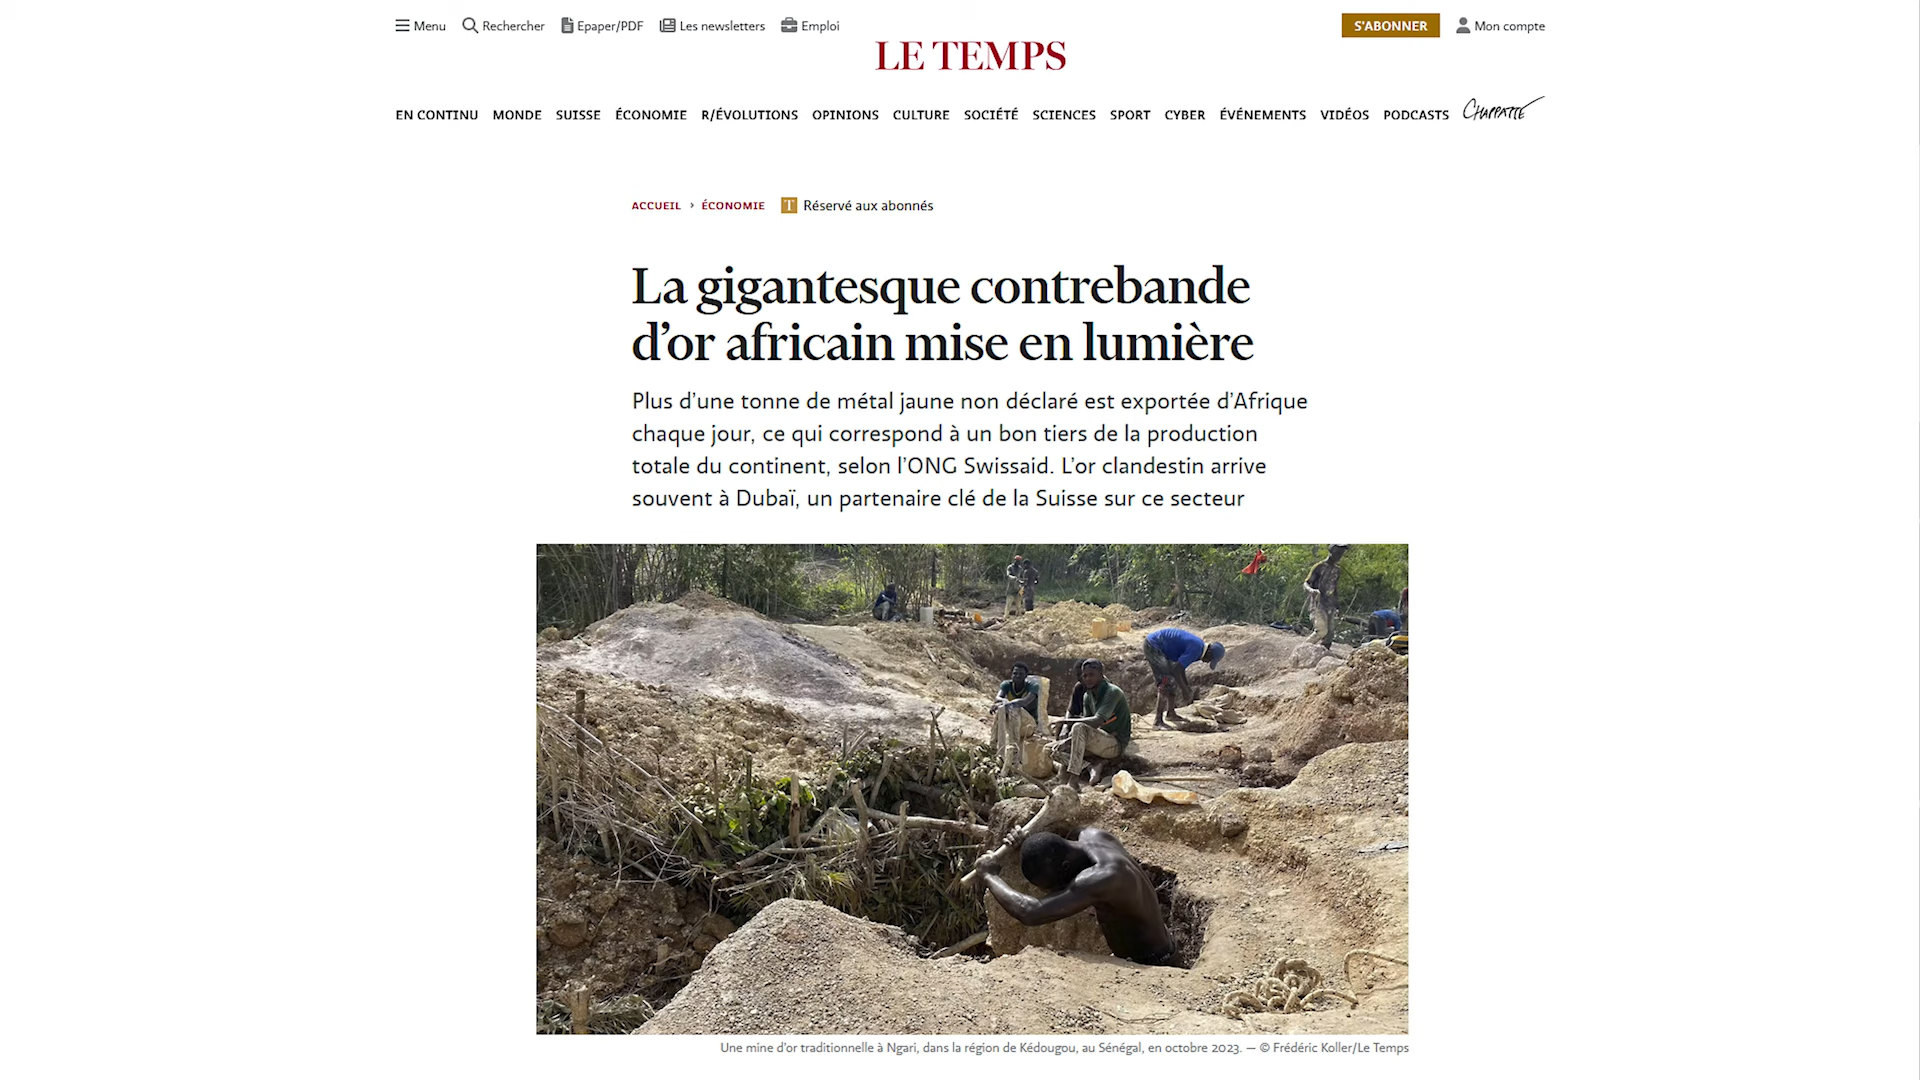 Menu Rechercher Epaper/PDF Les newsletters Emploi S'ABONNER Mon compte
LE TEMPS
EN CONTINU MONDE SUISSE ÉCONOMIE R/ÉVOLUTIONS OPINIONS CULTURE SOCIÉTÉ SCIENCES SPORT CYBER ÉVÉNEMENTS VIDÉOS PODCASTS Chappatte
ACCUEIL › ÉCONOMIE T Réservé aux abonnés
La gigantesque contrebande
d’or africain mise en lumière
Plus d’une tonne de métal jaune non déclaré est exportée d’Afrique
chaque jour, ce qui correspond à un bon tiers de la production
totale du continent, selon l’ONG Swissaid. L’or clandestin arrive
souvent à Dubaï, un partenaire clé de la Suisse sur ce secteur
Une mine d’or traditionnelle à Ngari, dans la région de Kédougou, au Sénégal, en octobre 2023. — © Frédéric Koller/Le Temps